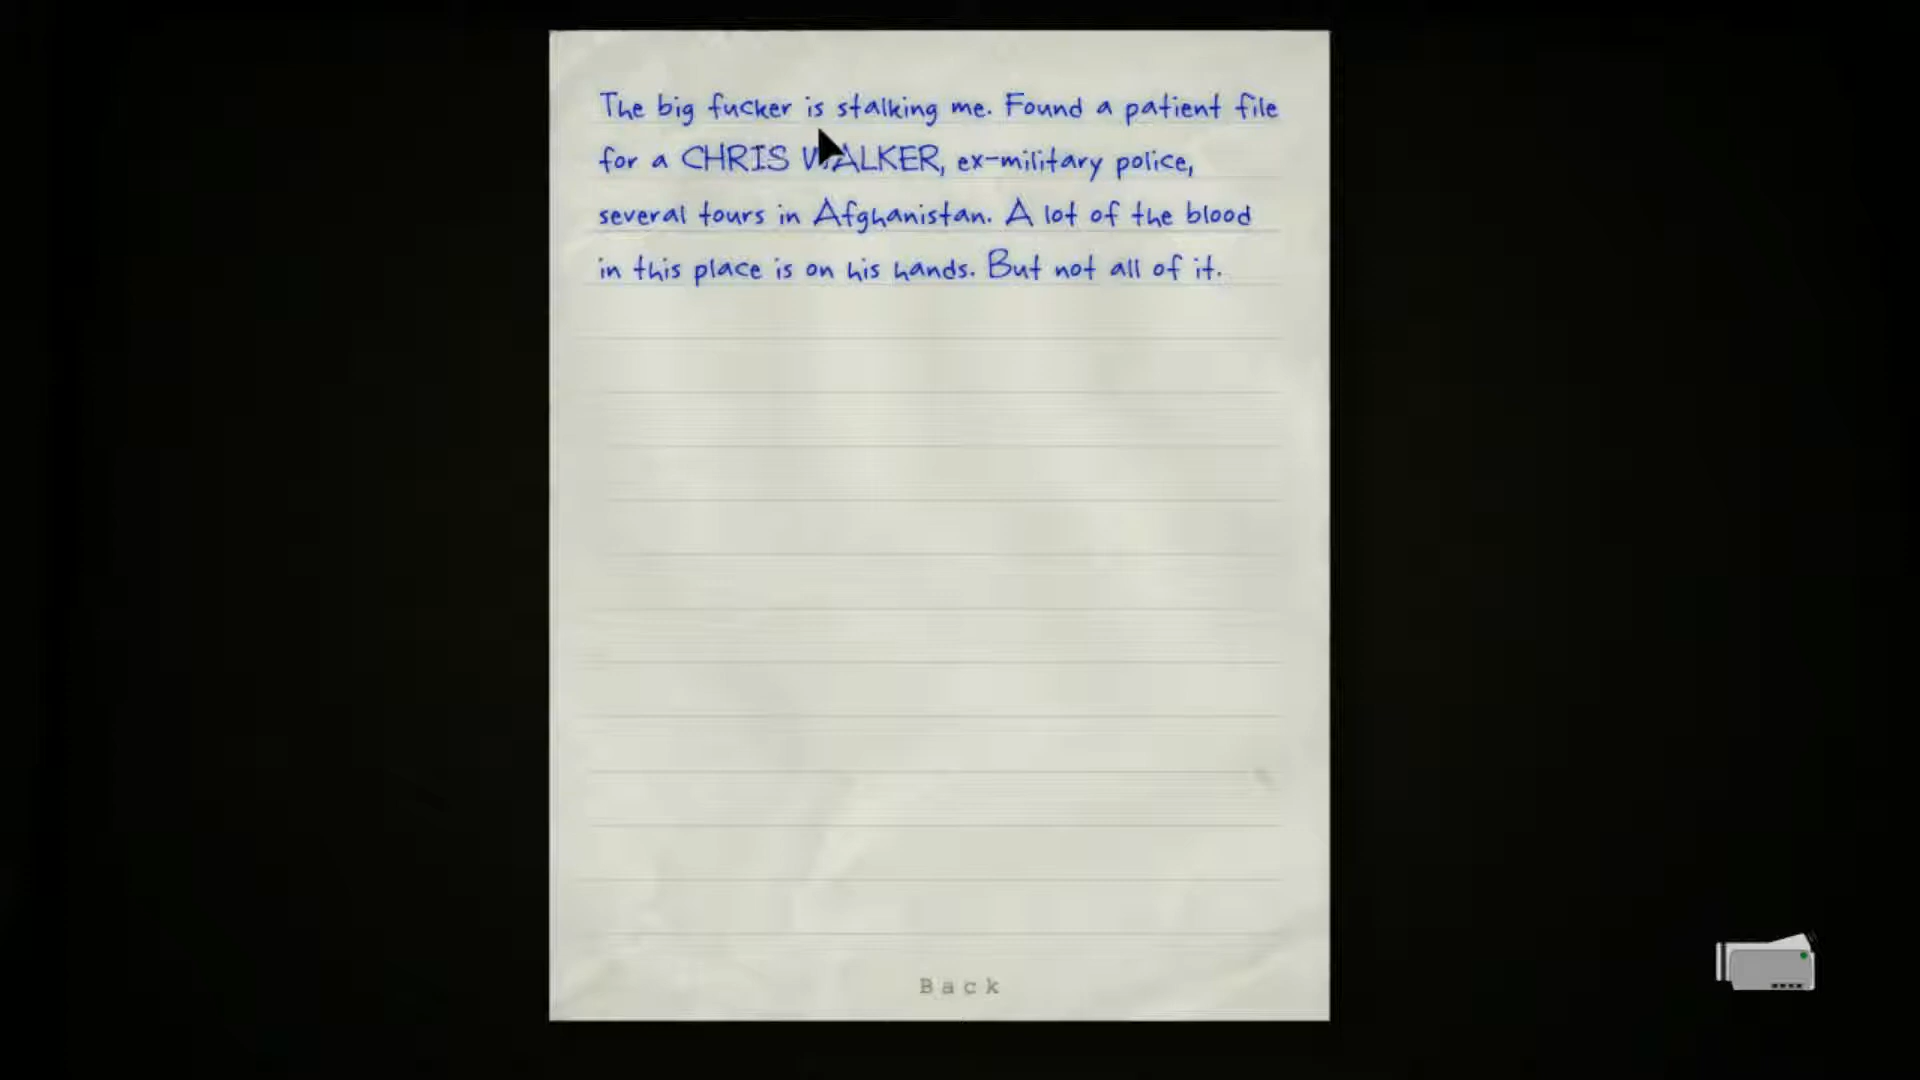 The big fucker is stalking me. Found a patient file
for a CHRIS WALKER, ex-military police,
several tours in Afghanistan. A lot of the blood
in this place is on his hands. But not all of it.
Back